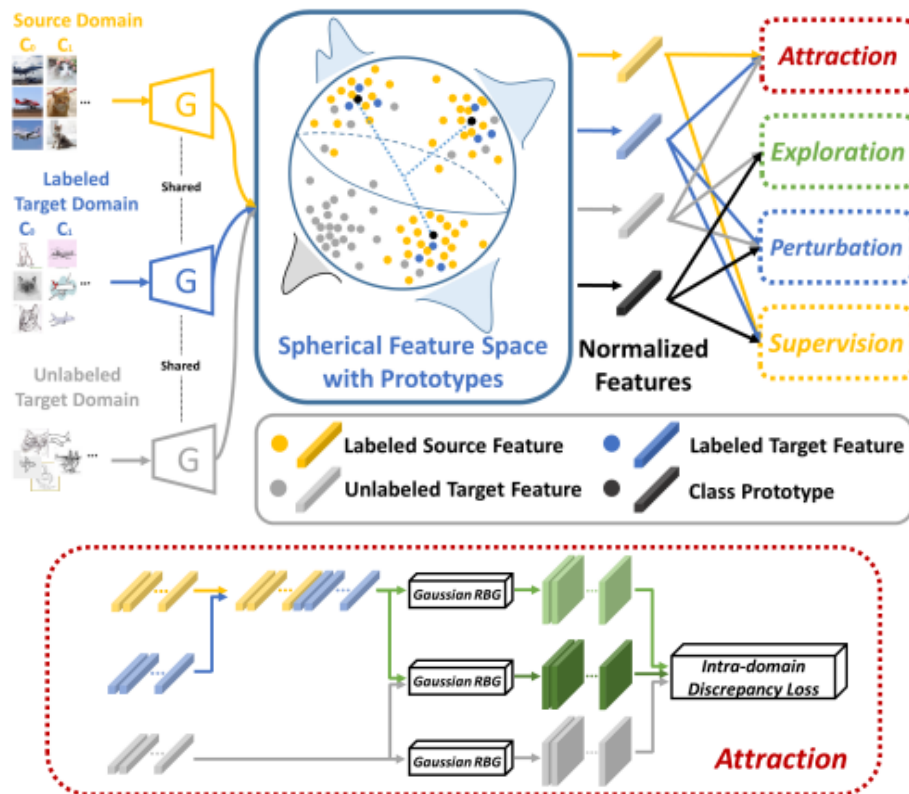 Source Domain
C₀ C₁
...
G
Shared
Labeled
Target Domain
C₀ C₁
...
G
Shared
Unlabeled
Target Domain
...
G
Spherical Feature Space
with Prototypes
Normalized
Features
Attraction
Exploration
Perturbation
Supervision
Labeled Source Feature
Labeled Target Feature
Unlabeled Target Feature
Class Prototype
Gaussian RBG
Gaussian RBG
Gaussian RBG
Intra-domain
Discrepancy Loss
Attraction